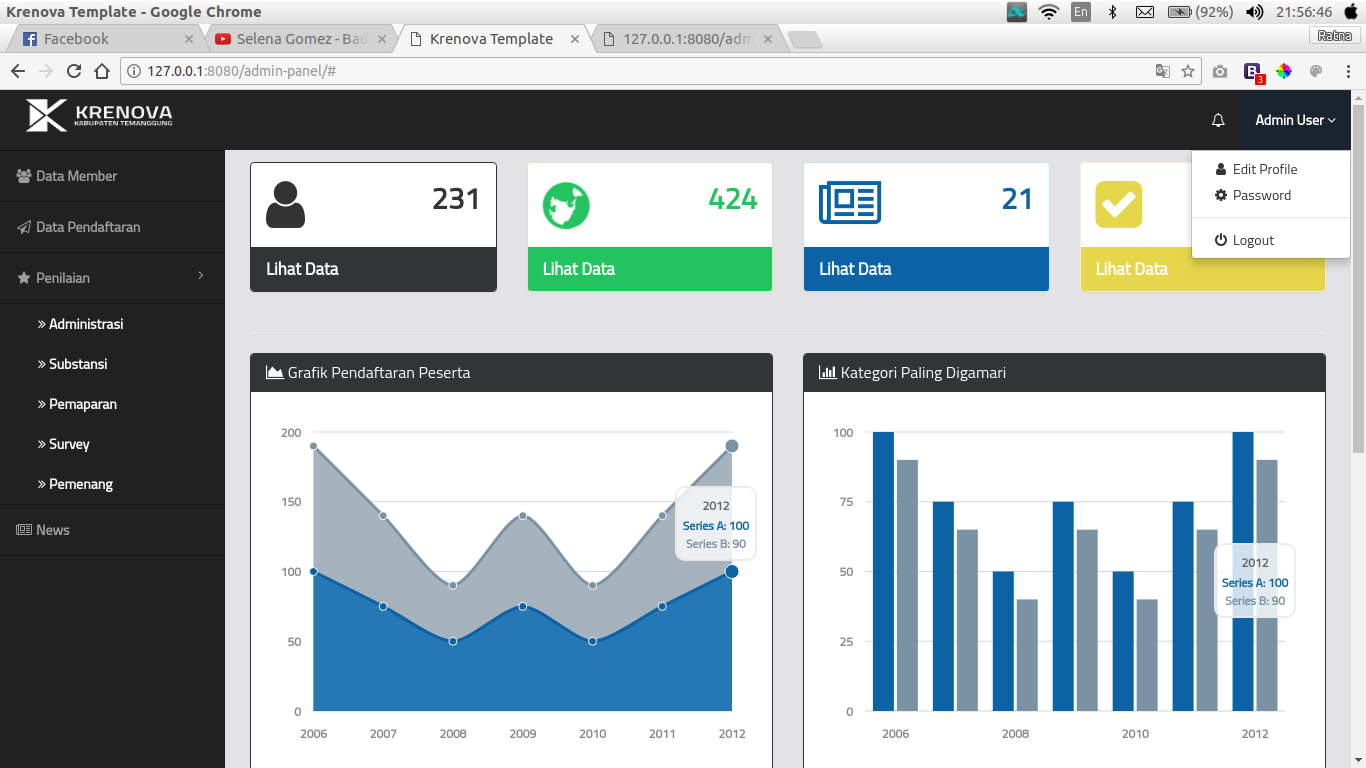 Krenova Template - Google Chrome
En
(92%)
21:56:46
Facebook
Selena Gomez - Bad
Krenova Template
127.0.0.1:8080/adm
Ratna
127.0.0.1:8080/admin-panel/#
3
KRENOVA
KABUPATEN TEMANGGUNG
Admin User
Edit Profile
Password
Logout
Data Member
Data Pendaftaran
Penilaian
» Administrasi
» Substansi
» Pemaparan
» Survey
» Pemenang
News
231
Lihat Data
424
Lihat Data
21
Lihat Data
Lihat Data
Grafik Pendaftaran Peserta
200
150
100
50
0
2006 2007 2008 2009 2010 2011 2012
2012
Series A: 100
Series B: 90
Kategori Paling Digamari
100
75
50
25
0
2006 2008 2010 2012
2012
Series A: 100
Series B: 90